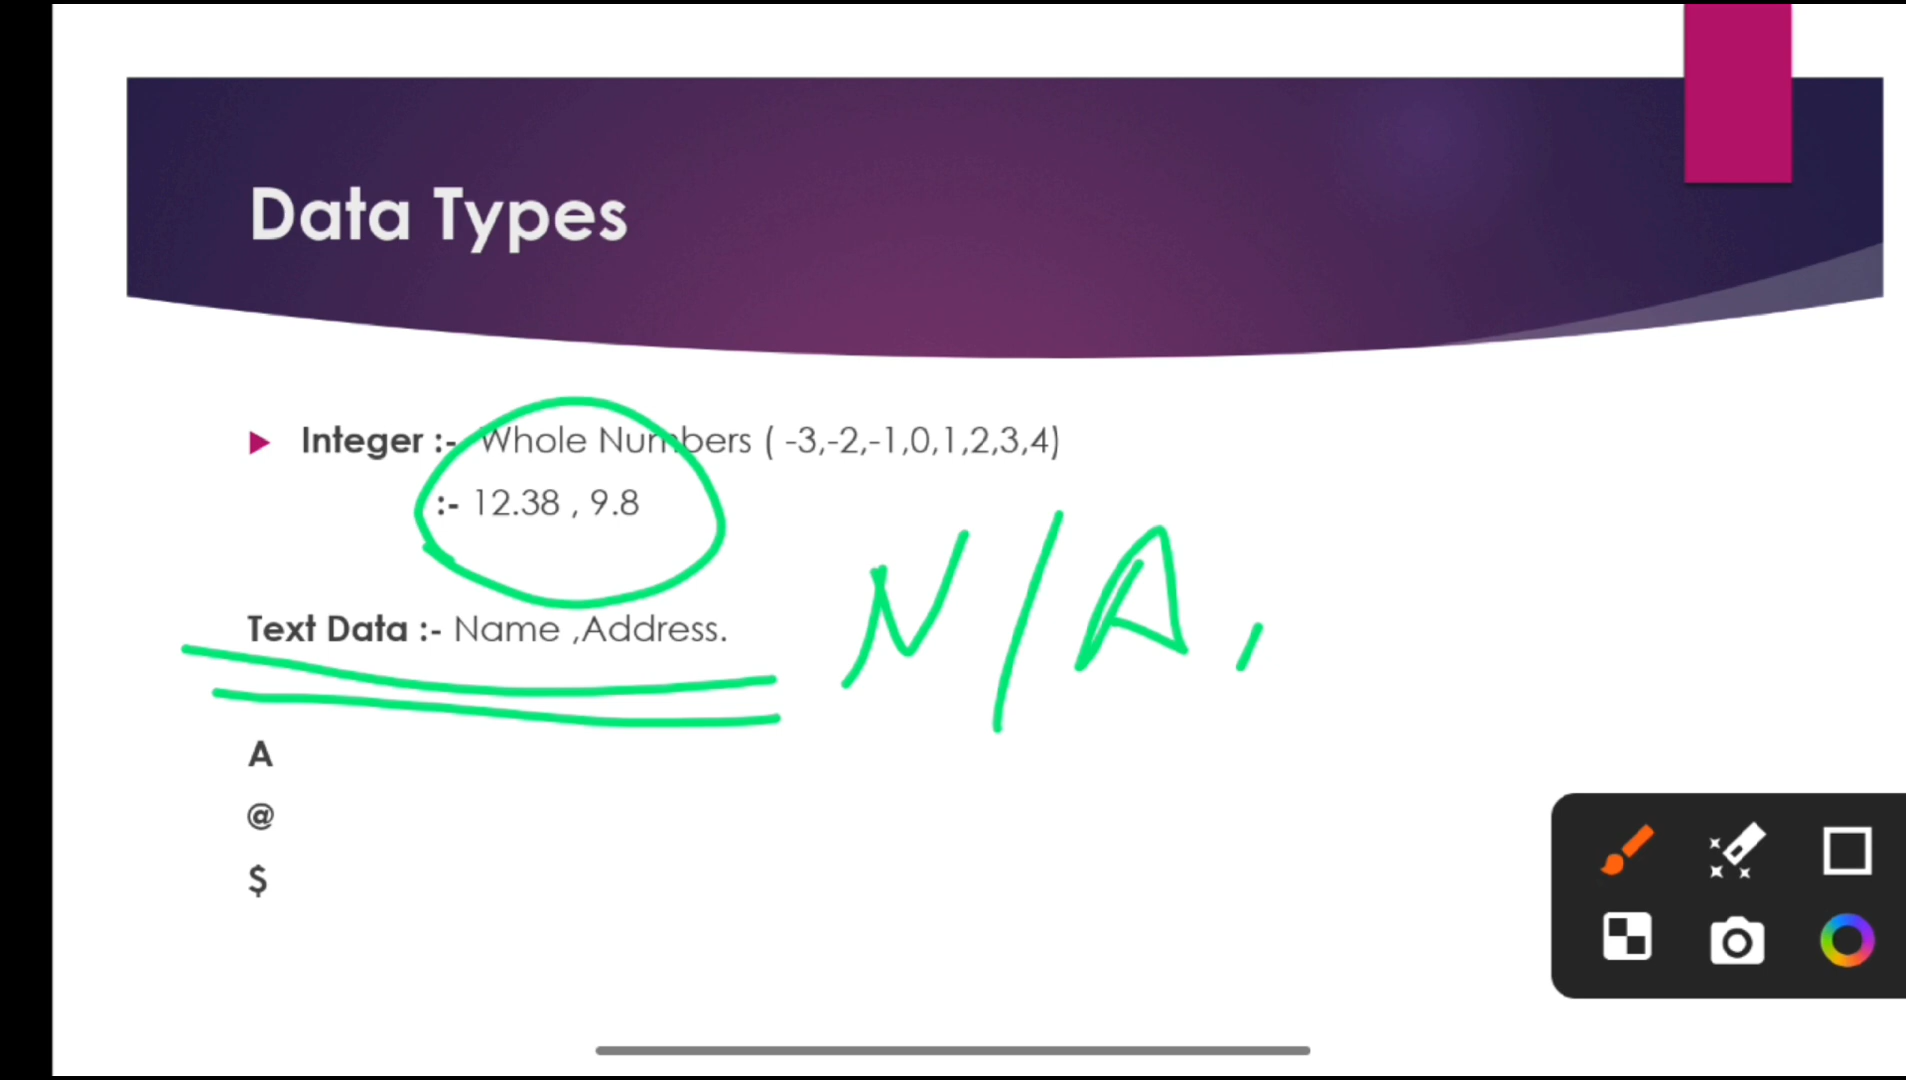 Data Types
Integer :- Whole Numbers ( -3,-2,-1,0,1,2,3,4)
:- 12.38 , 9.8
Text Data :- Name ,Address.
N/A,
A
@
$